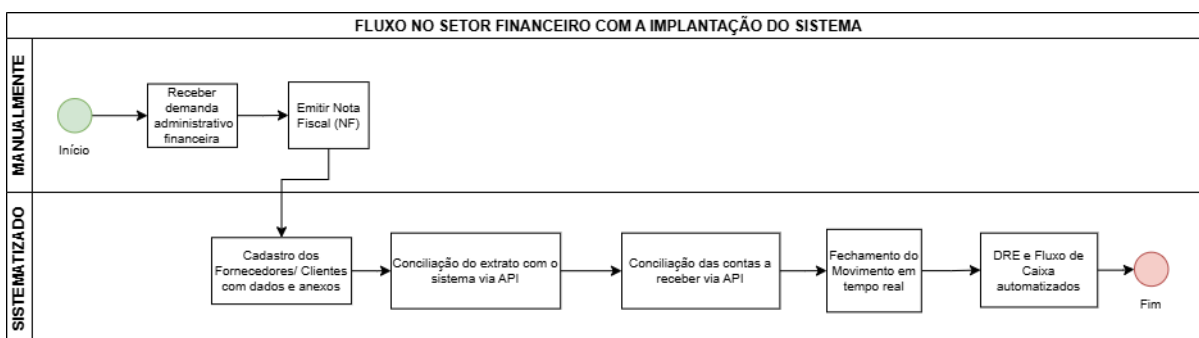 FLUXO NO SETOR FINANCEIRO COM A IMPLANTAÇÃO DO SISTEMA
MANUALMENTE
Início
Receber
demanda
administrativo
financeira
Emitir Nota
Fiscal (NF)
SISTEMATIZADO
Cadastro dos
Fornecedores/ Clientes
com dados e anexos
Conciliação do extrato com o
sistema via API
Conciliação das contas a
receber via API
Fechamento do
Movimento em
tempo real
DRE e Fluxo de
Caixa
automatizados
Fim